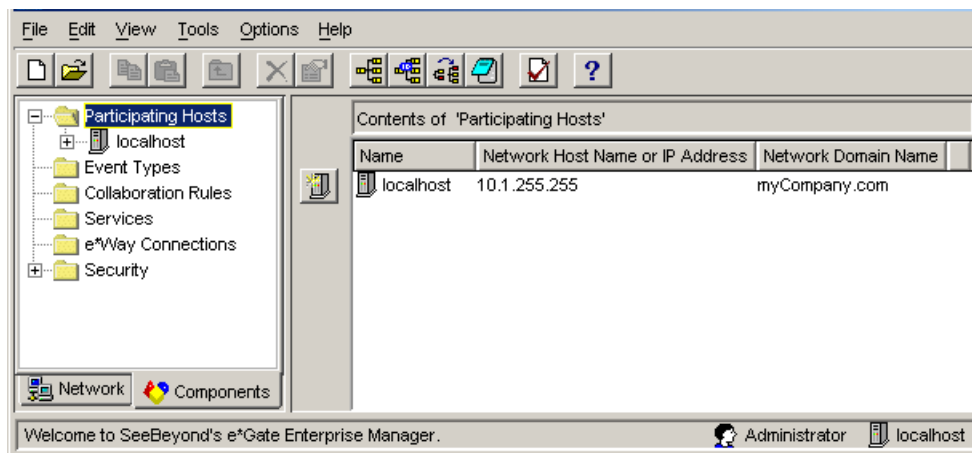 File Edit View Tools Options Help
?
Participating Hosts
localhost
Event Types
Collaboration Rules
Services
e*Way Connections
Security
Network
Components
Contents of 'Participating Hosts'
Name Network Host Name or IP Address Network Domain Name
localhost 10.1.255.255 myCompany.com
Welcome to SeeBeyond's e*Gate Enterprise Manager. Administrator localhost